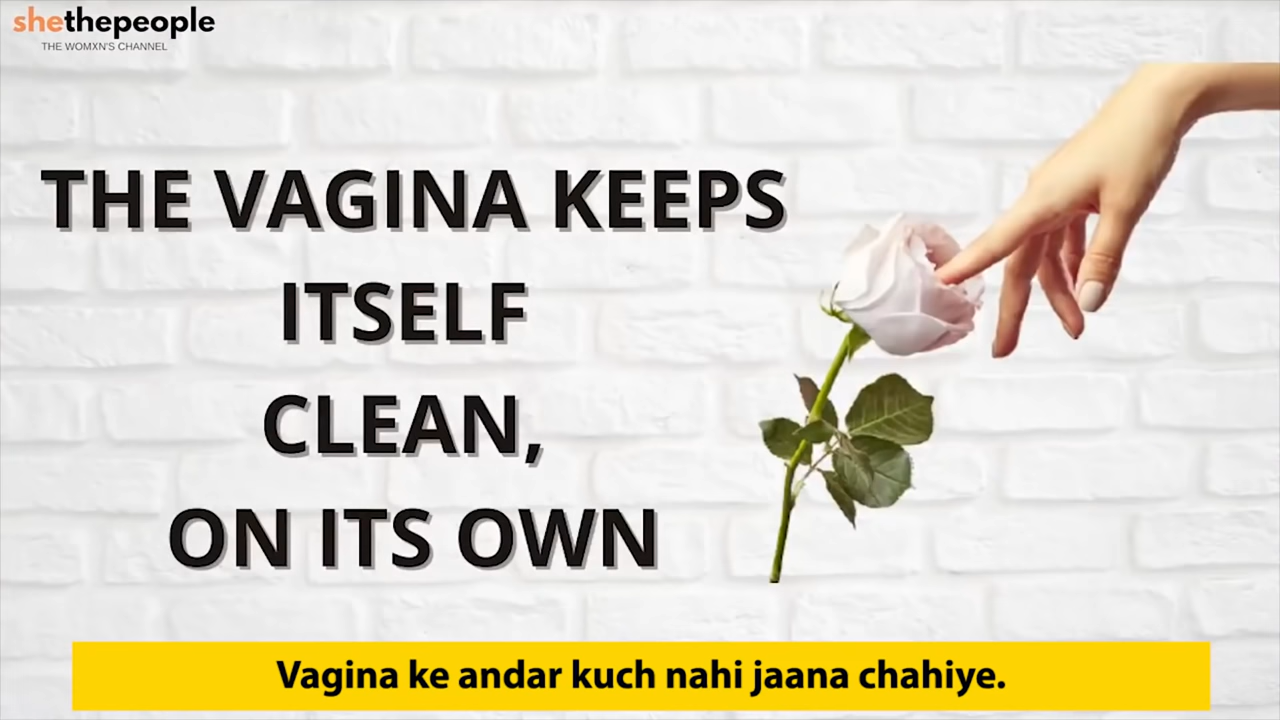 shethepeople
THE WOMXN'S CHANNEL
THE VAGINA KEEPS
ITSELF
CLEAN,
ON ITS OWN
Vagina ke andar kuch nahi jaana chahiye.